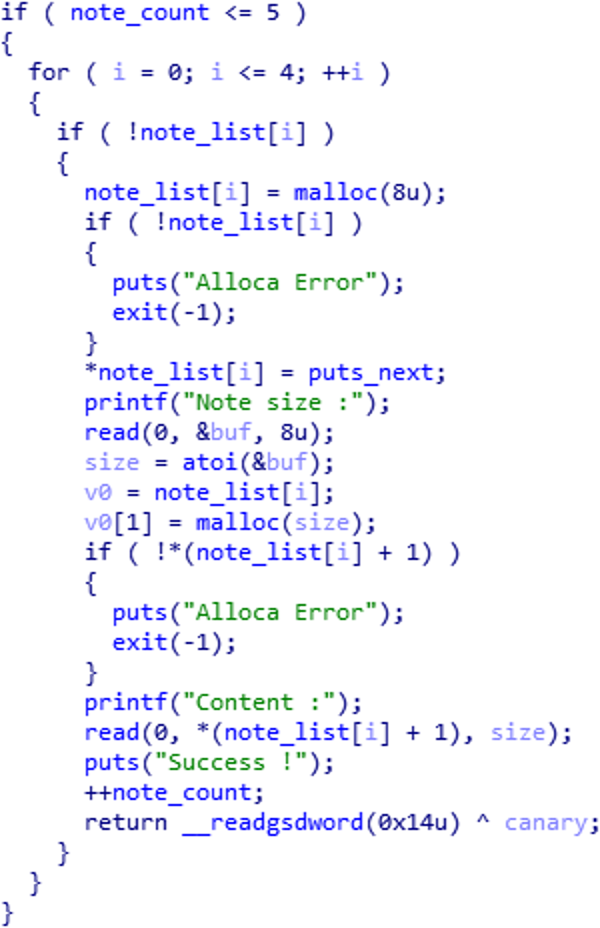 if ( note_count <= 5 )
{
  for ( i = 0; i <= 4; ++i )
  {
    if ( !note_list[i] )
    {
      note_list[i] = malloc(8u);
      if ( !note_list[i] )
      {
        puts("Alloca Error");
        exit(-1);
      }
      *note_list[i] = puts_next;
      printf("Note size :");
      read(0, &buf, 8u);
      size = atoi(&buf);
      v0 = note_list[i];
      v0[1] = malloc(size);
      if ( !*(note_list[i] + 1) )
      {
        puts("Alloca Error");
        exit(-1);
      }
      printf("Content :");
      read(0, *(note_list[i] + 1), size);
      puts("Success !");
      ++note_count;
      return __readgsdword(0x14u) ^ canary;
    }
  }
}